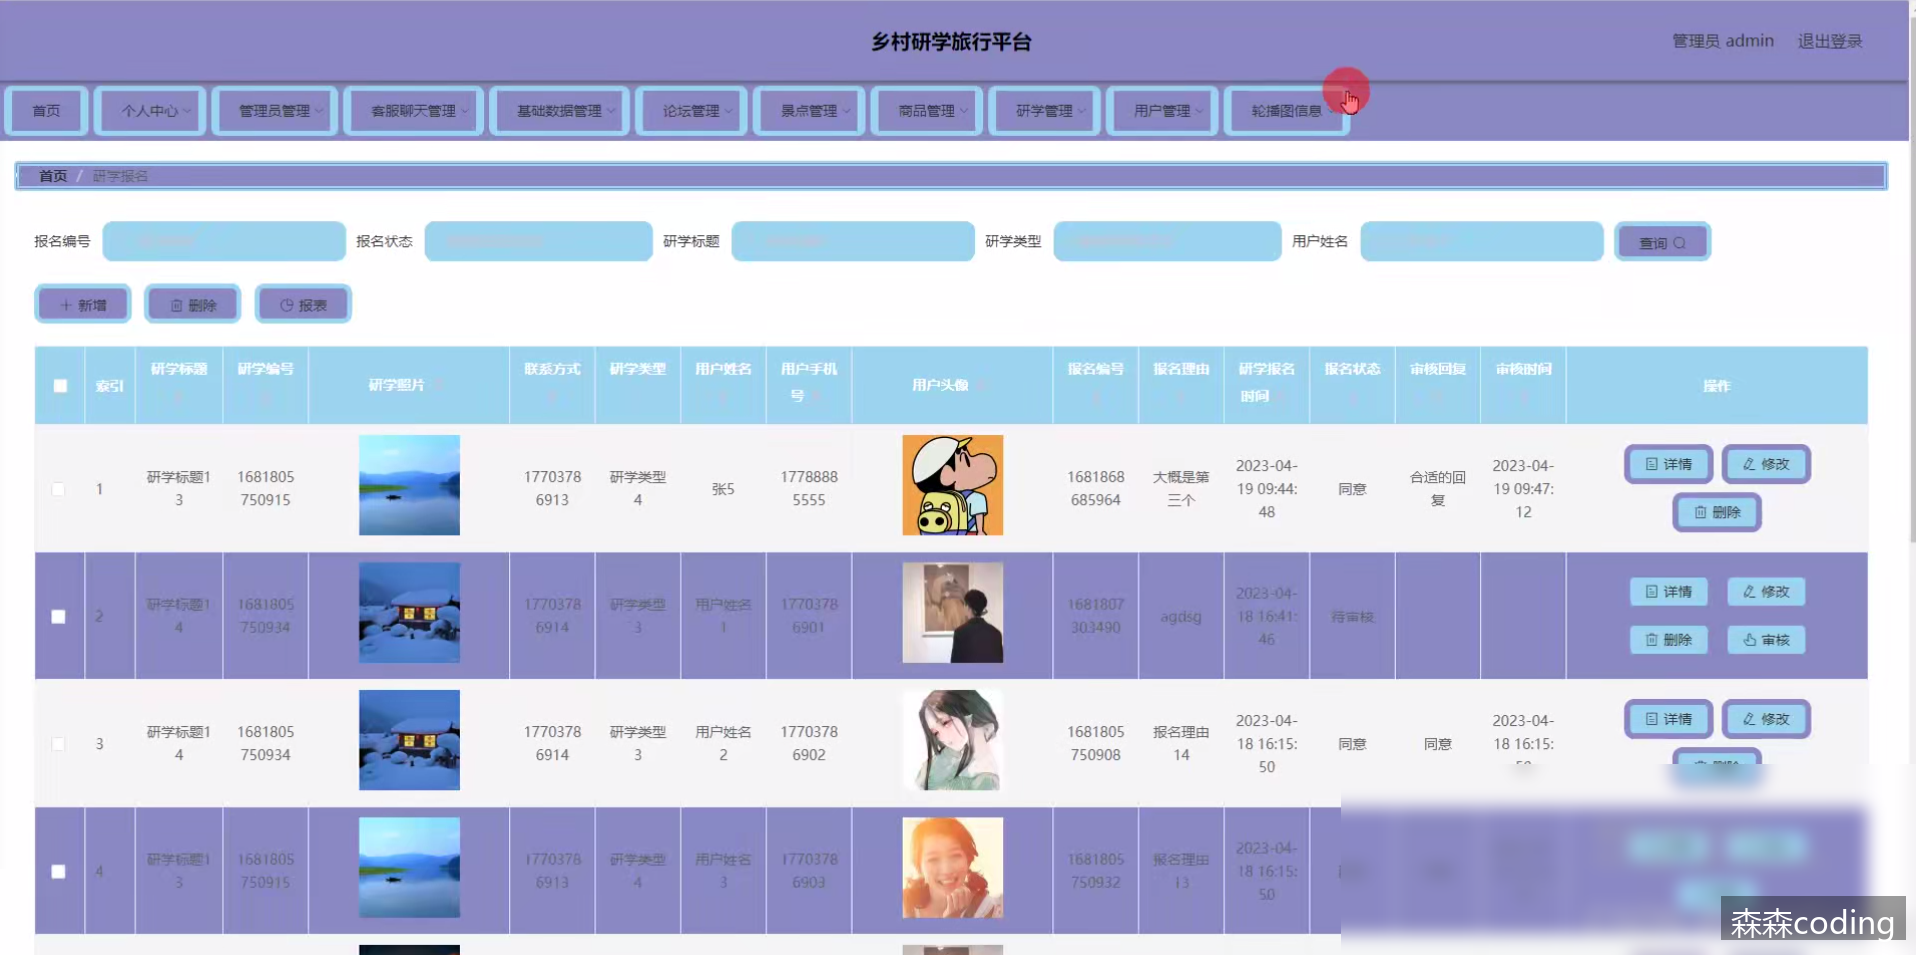 乡村研学旅行平台
管理员 admin 退出登录
首页 个人中心 管理员管理 客服聊天管理 基础数据管理 论坛管理 景点管理 商品管理 研学管理 用户管理 轮播图信息
首页 / 研学报名
报名编号 报名状态 研学标题 研学类型 用户姓名 查询
新增 删除 报表
索引 研学标题 研学编号 研学照片 联系方式 研学类型 用户姓名 用户手机号 用户头像 报名编号 报名理由 研学报名时间 报名状态 审核回复 审核时间 操作
1 研学标题13 1681805750915 17703786913 研学类型4 张5 17788885555 1681868685964 大概是第三个 2023-04-19 09:44:48 同意 合适的回复 2023-04-19 09:47:12 详情 修改 删除
2 研学标题14 1681805750934 17703786914 研学类型3 用户姓名1 17703786901 1681807303490 agdsg 2023-04-18 16:41:46 待审核 详情 修改 删除 审核
3 研学标题14 1681805750934 17703786914 研学类型3 用户姓名2 17703786902 1681805750908 报名理由14 2023-04-18 16:15:50 同意 同意 2023-04-18 16:15: 详情 修改
4 研学标题13 1681805750915 17703786913 研学类型4 用户姓名3 17703786903 1681805750932 报名理由13 2023-04-18 16:15:50
森森coding